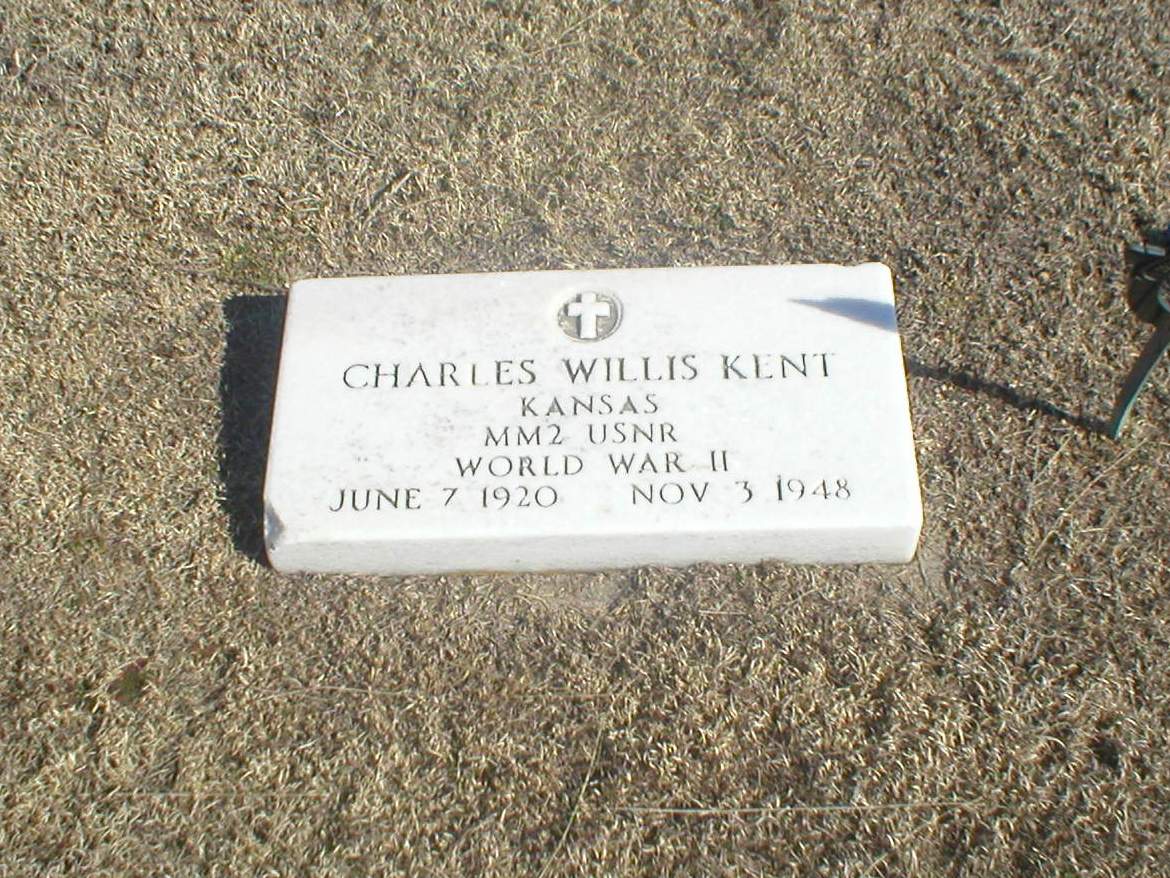 CHARLES WILLIS KENT
KANSAS
MM2 USNR
WORLD WAR II
JUNE 7 1920 NOV 3 1948